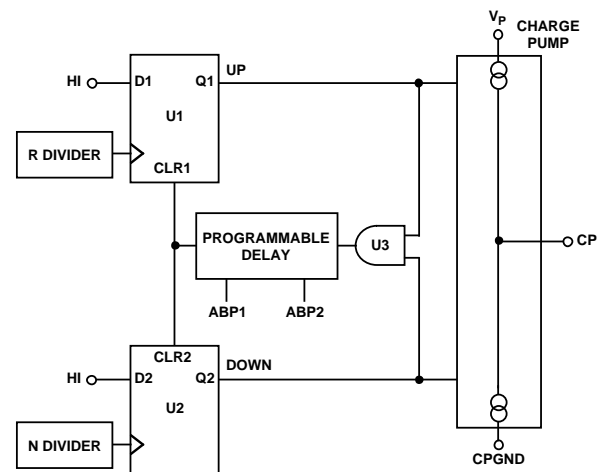 VP
CHARGE
PUMP
HI
D1
Q1
UP
U1
R DIVIDER
CLR1
PROGRAMMABLE
DELAY
U3
CP
ABP1
ABP2
CLR2
DOWN
HI
D2
Q2
U2
N DIVIDER
CPGND